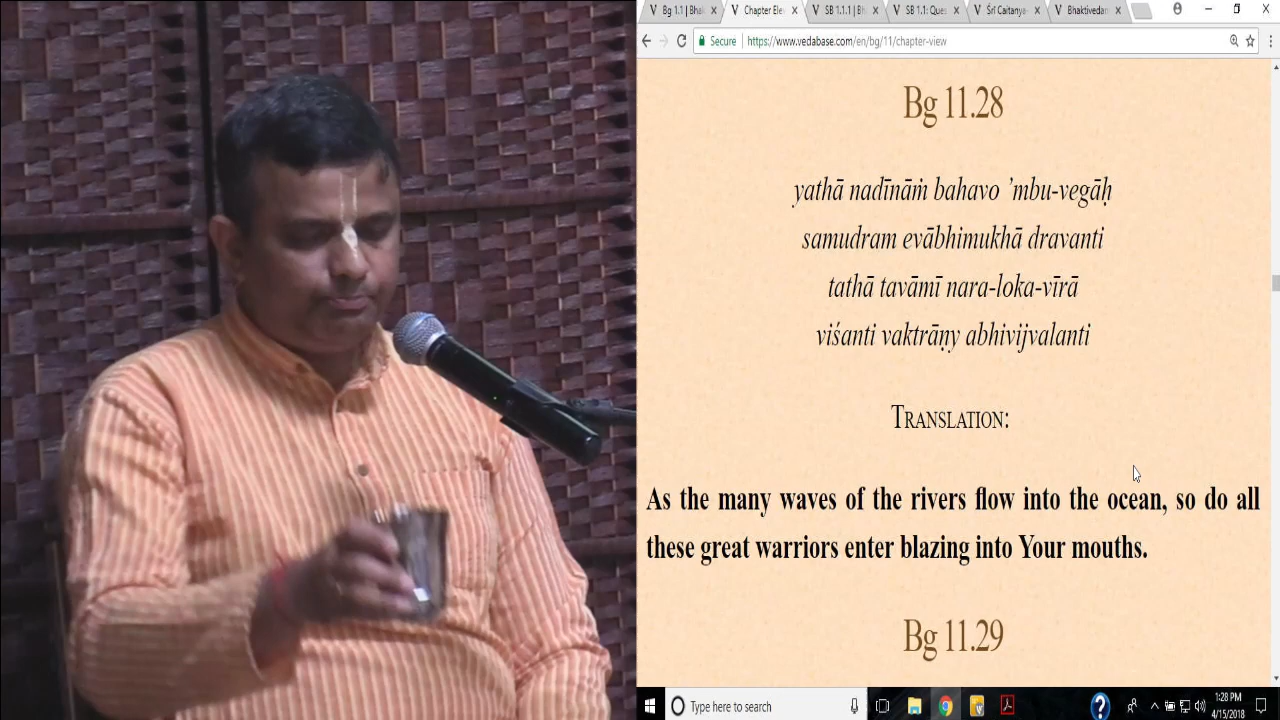 Bg 1.1 | Bha
Chapter Ele
SB 1.1.1 | Bh
SB 1.1: Ques
Śrī Caitanya-
Bhaktivedan
Secure
https://www.vedabase.com/en/bg/11/chapter-view
Bg 11.28
yathā nadīnāṁ bahavo ’mbu-vegāḥ
samudram evābhimukhā dravanti
tathā tavāmī nara-loka-vīrā
viśanti vaktrāṇy abhivijvalanti
Translation:
As the many waves of the rivers flow into the ocean, so do all
these great warriors enter blazing into Your mouths.
Bg 11.29
Type here to search
1:28 PM
4/15/2018